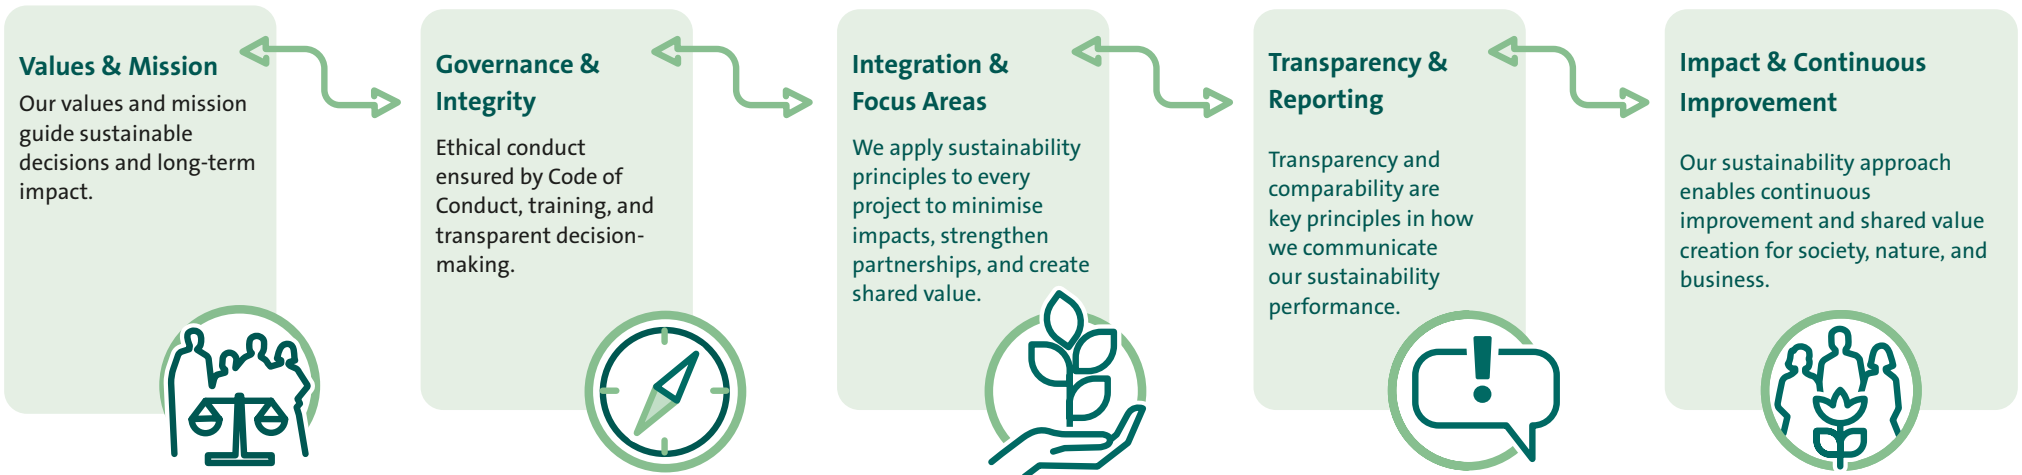 Values & Mission
Our values and mission
guide sustainable
decisions and long-term
impact.
Governance &
Integrity
Ethical conduct
ensured by Code of
Conduct, training, and
transparent decision-
making.
Integration &
Focus Areas
We apply sustainability
principles to every
project to minimise
impacts, strengthen
partnerships, and create
shared value.
Transparency &
Reporting
Transparency and
comparability are
key principles in how
we communicate
our sustainability
performance.
Impact & Continuous
Improvement
Our sustainability approach
enables continuous
improvement and shared value
creation for society, nature, and
business.